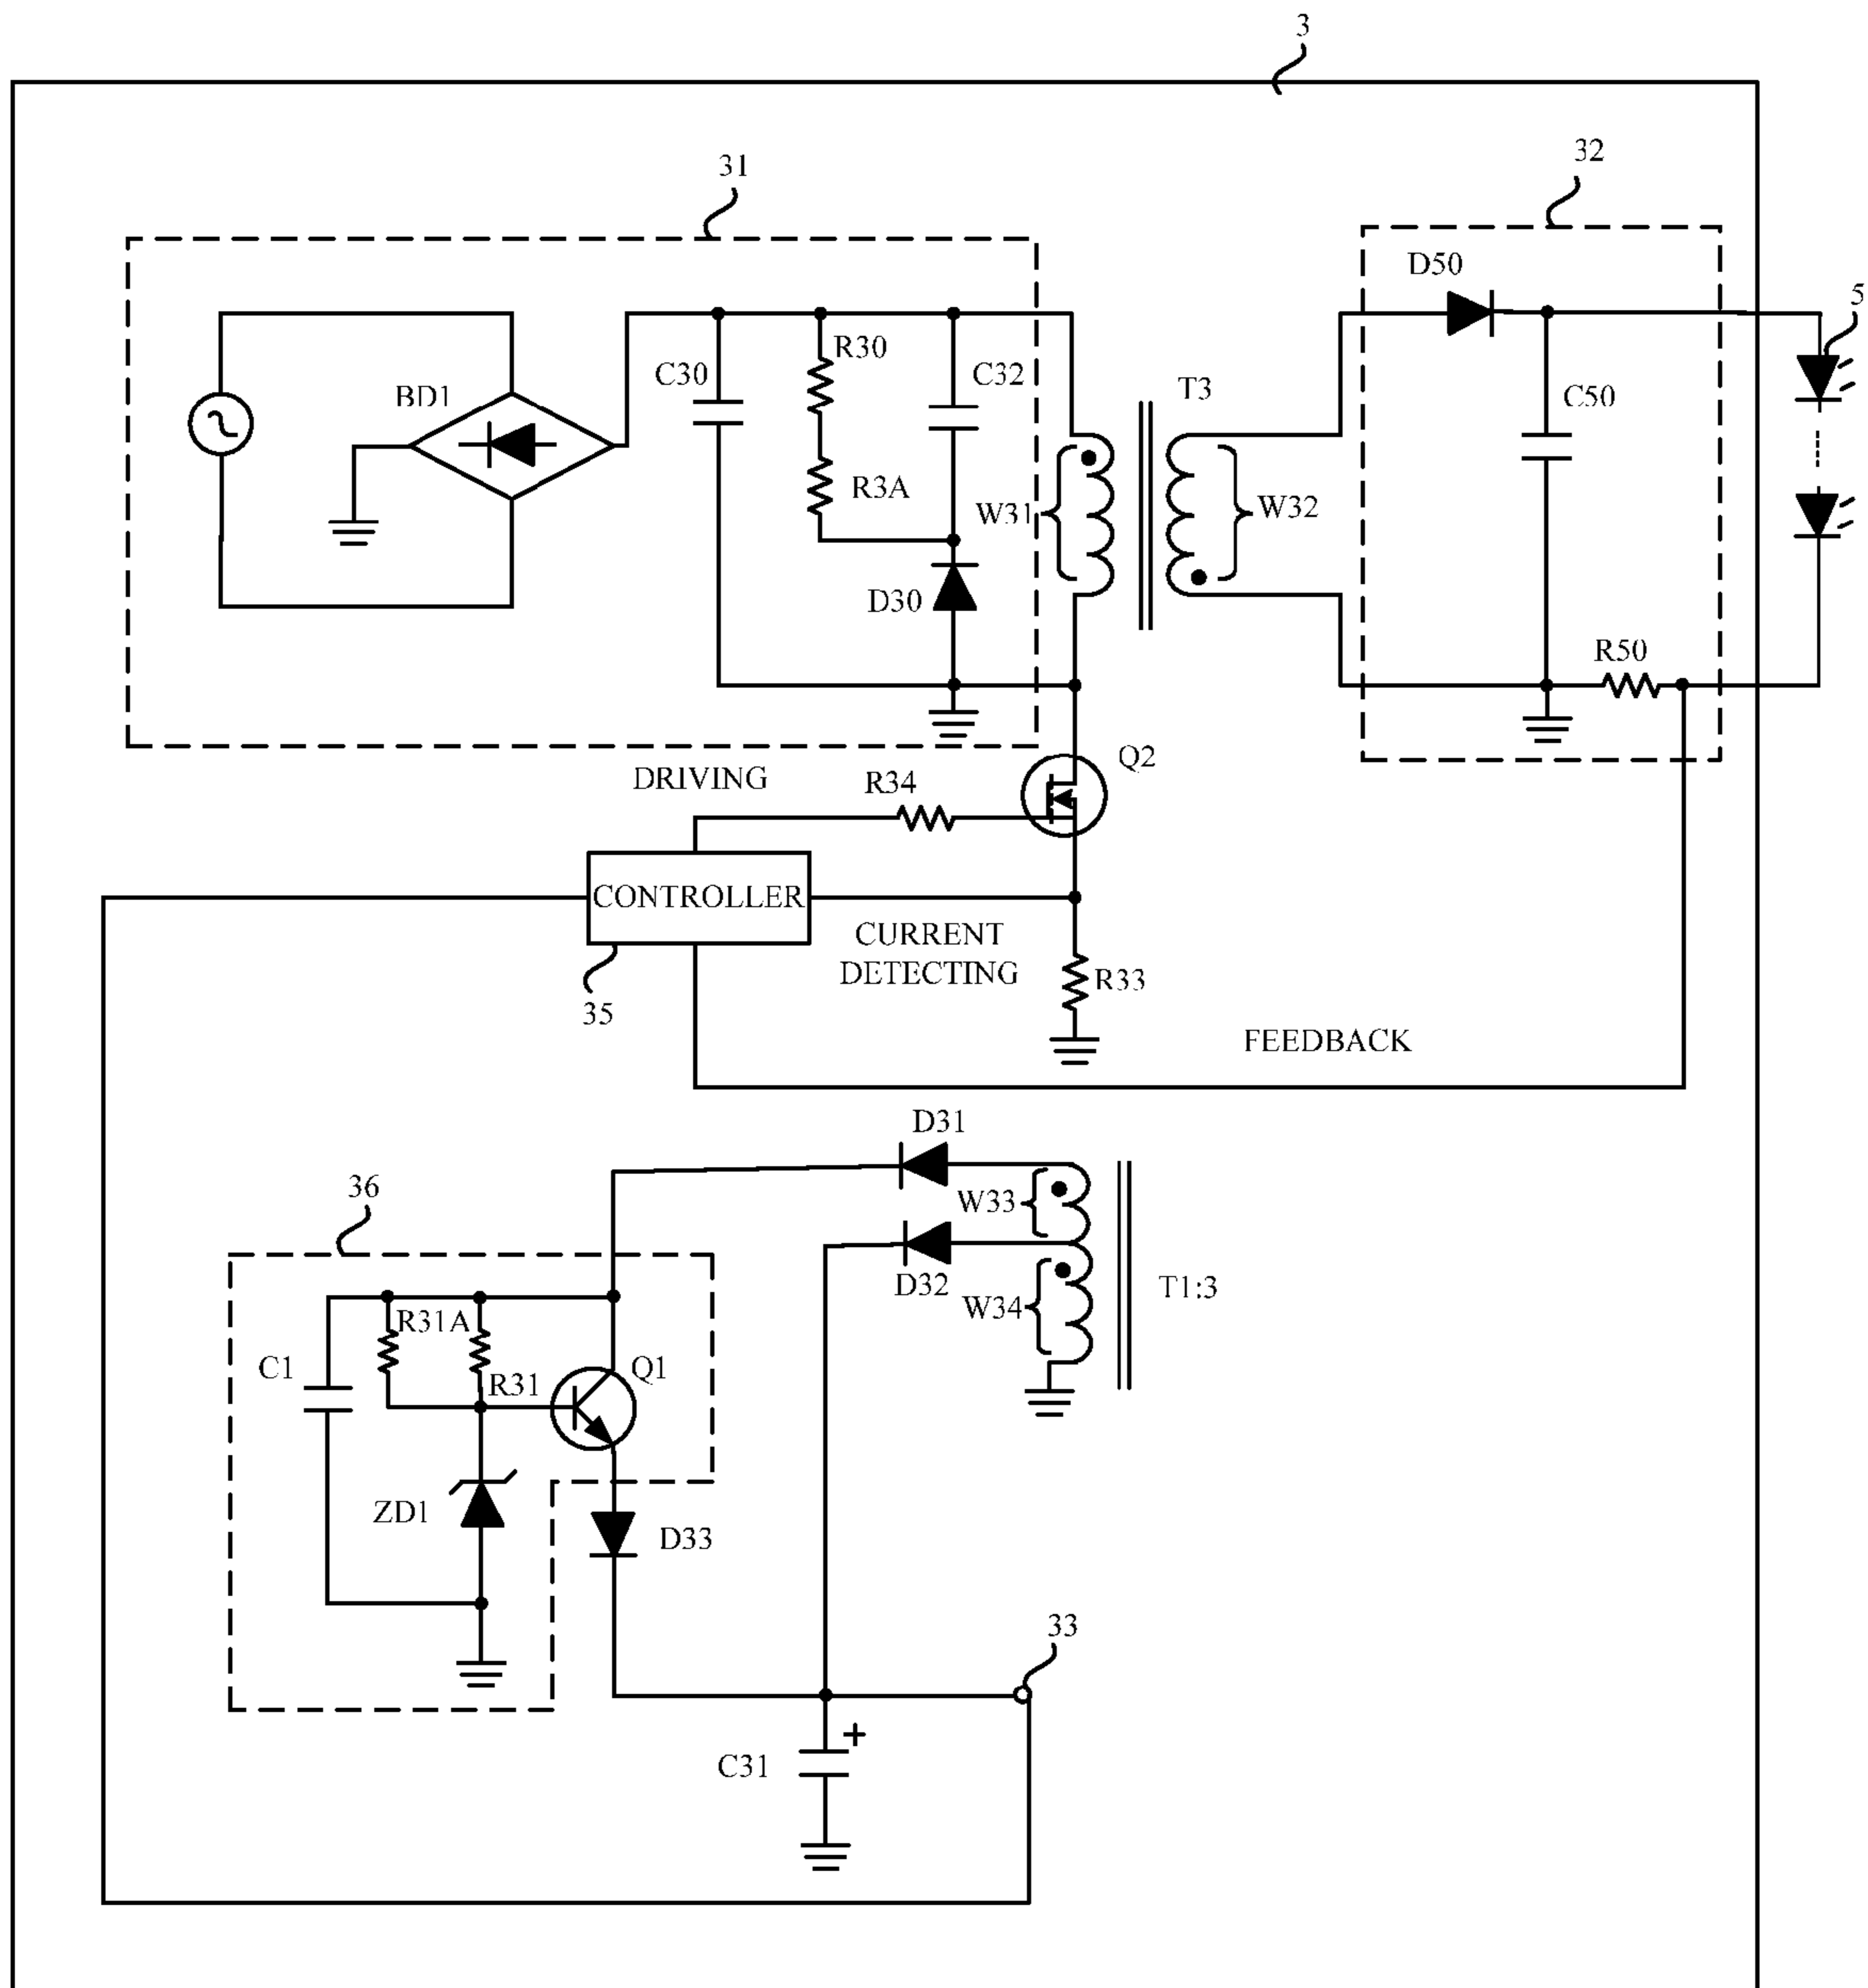 3
31
32
D50
5
R30
C30
C32
BD1
T3
C50
R3A
W31
W32
D30
R50
Q2
DRIVING
R34
CONTROLLER
CURRENT
DETECTING
R33
35
FEEDBACK
D31
36
W33
D32
T1:3
W34
R31A
C1
Q1
R31
ZD1
D33
33
+
C31